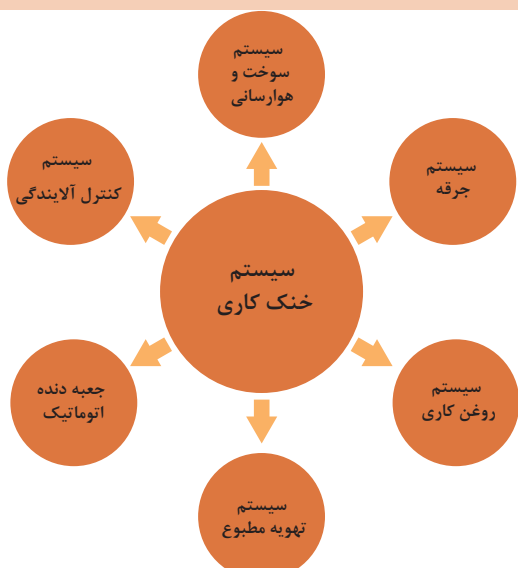 سیستم
سوخت و
هوارسانی
سیستم
جرقه
سیستم
کنترل آلایندگی
سیستم
خنک کاری
سیستم
روغن کاری
جعبه دنده
اتوماتیک
سیستم
تهویه مطبوع